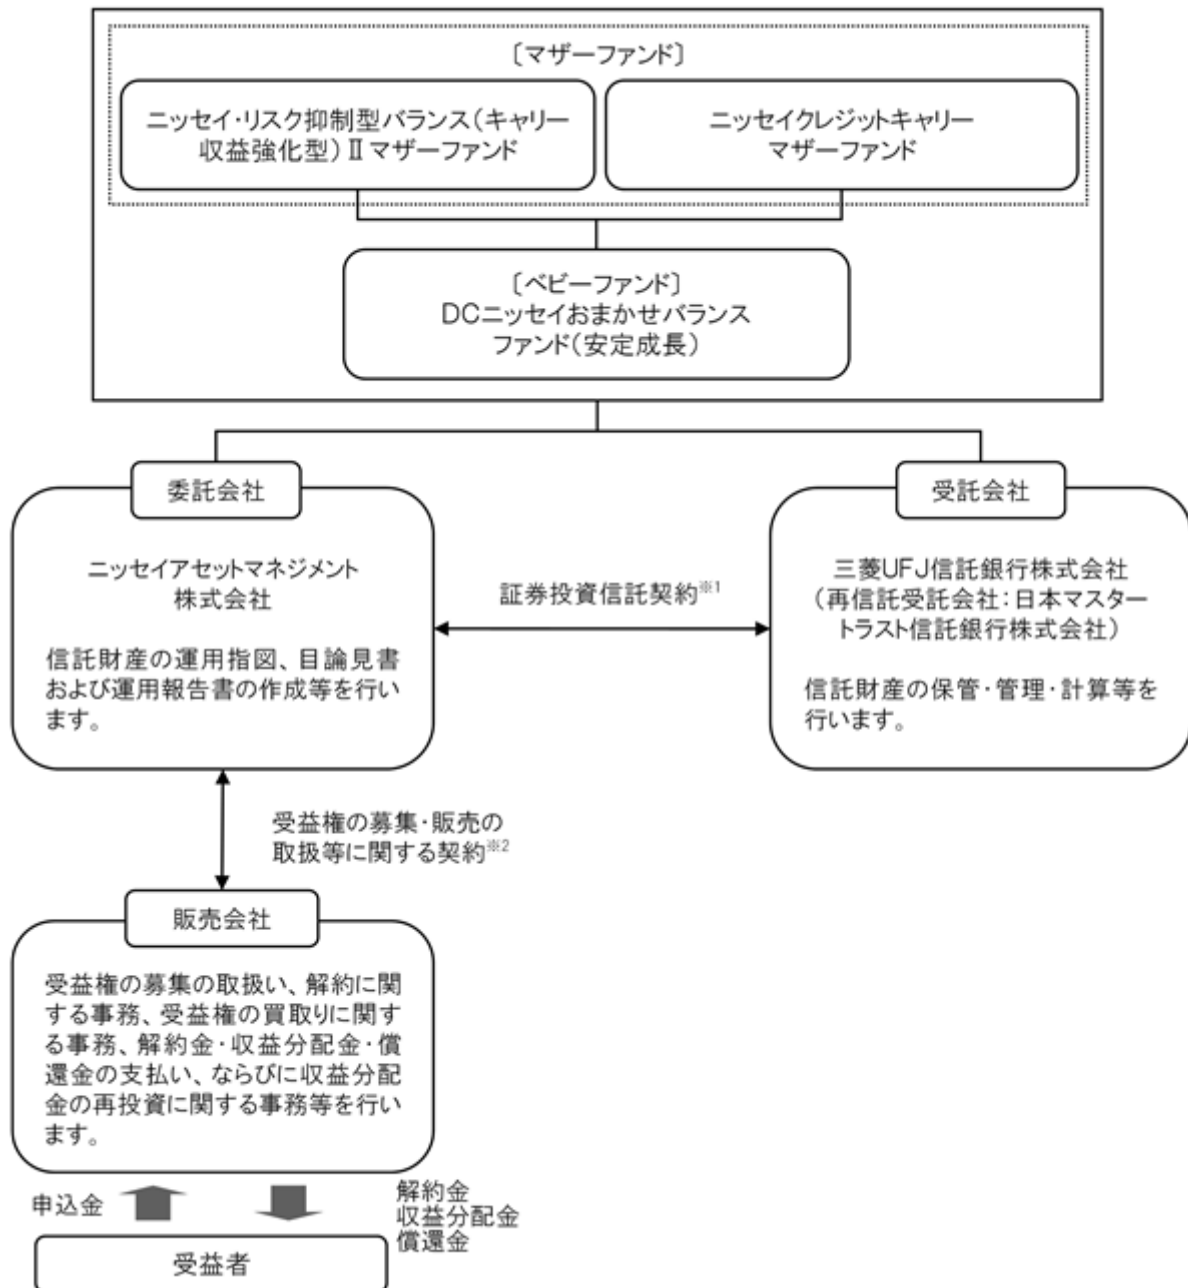 〔マザーファンド〕
ニッセイ・リスク抑制型バランス（キャリー
収益強化型）Ⅱマザーファンド
ニッセイクレジットキャリー
マザーファンド
〔ベビーファンド〕
DCニッセイおまかせバランス
ファンド（安定成長）
委託会社
ニッセイアセットマネジメント
株式会社
信託財産の運用指図、目論見書
および運用報告書の作成等を行い
ます。
証券投資信託契約※1
受託会社
三菱UFJ信託銀行株式会社
（再信託受託会社：日本マスター
トラスト信託銀行株式会社）
信託財産の保管・管理・計算等を
行います。
受益権の募集・販売の
取扱等に関する契約※2
販売会社
受益権の募集の取扱い、解約に関
する事務、受益権の買取りに関す
る事務、解約金・収益分配金・償
還金の支払い、ならびに収益分配
金の再投資に関する事務等を行い
ます。
申込金
解約金
収益分配金
償還金
受益者